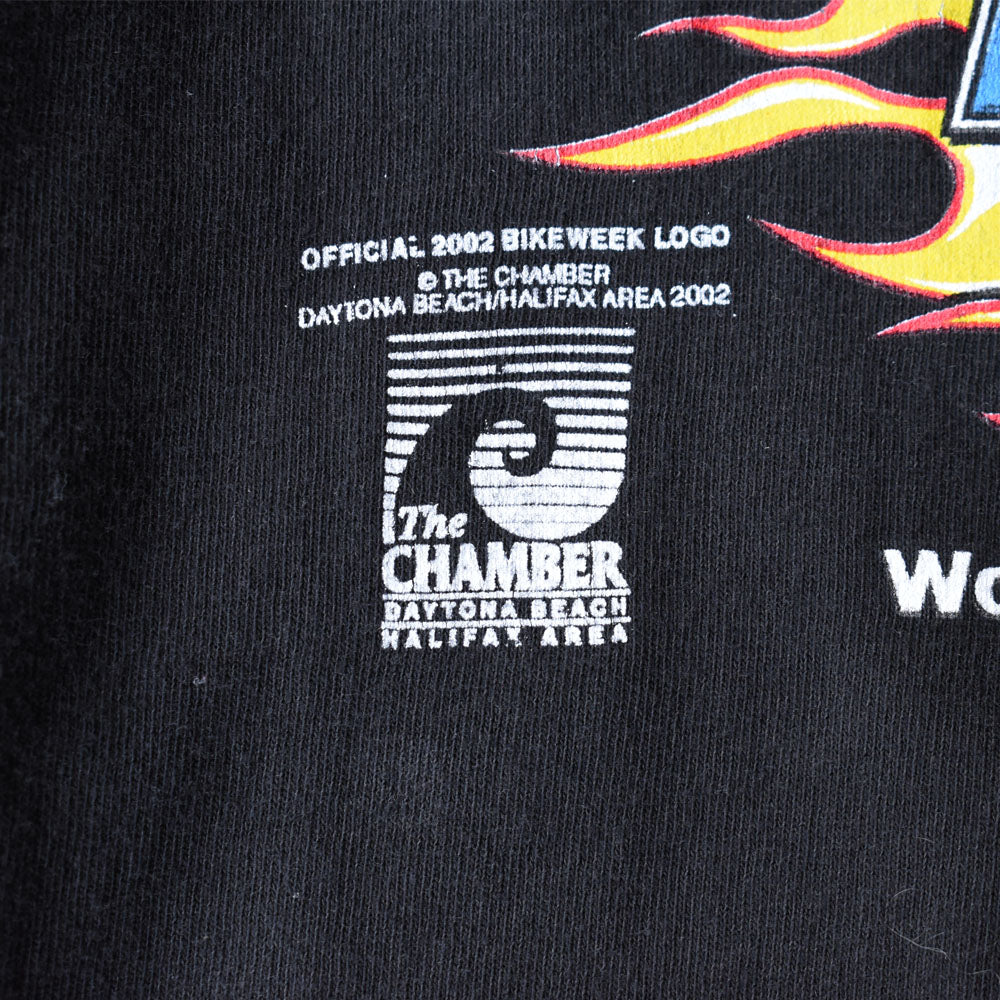 OFFICIAL 2002 BIKEWEEK LOGO
© THE CHAMBER
DAYTONA BEACH/HALIFAX AREA 2002
The
CHAMBER
DAYTONA BEACH
HALIFAX AREA